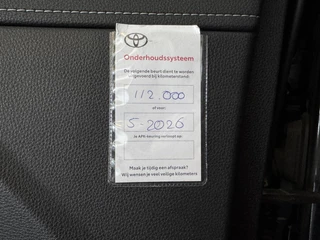 Onderhoudssysteem
De volgende beurt dient te worden
uitgevoerd bij kilometerstand:
112.000
of voor:
5-2026
Maak je tijdig een afspraak?
Wij wensen je veel veilige kilometers